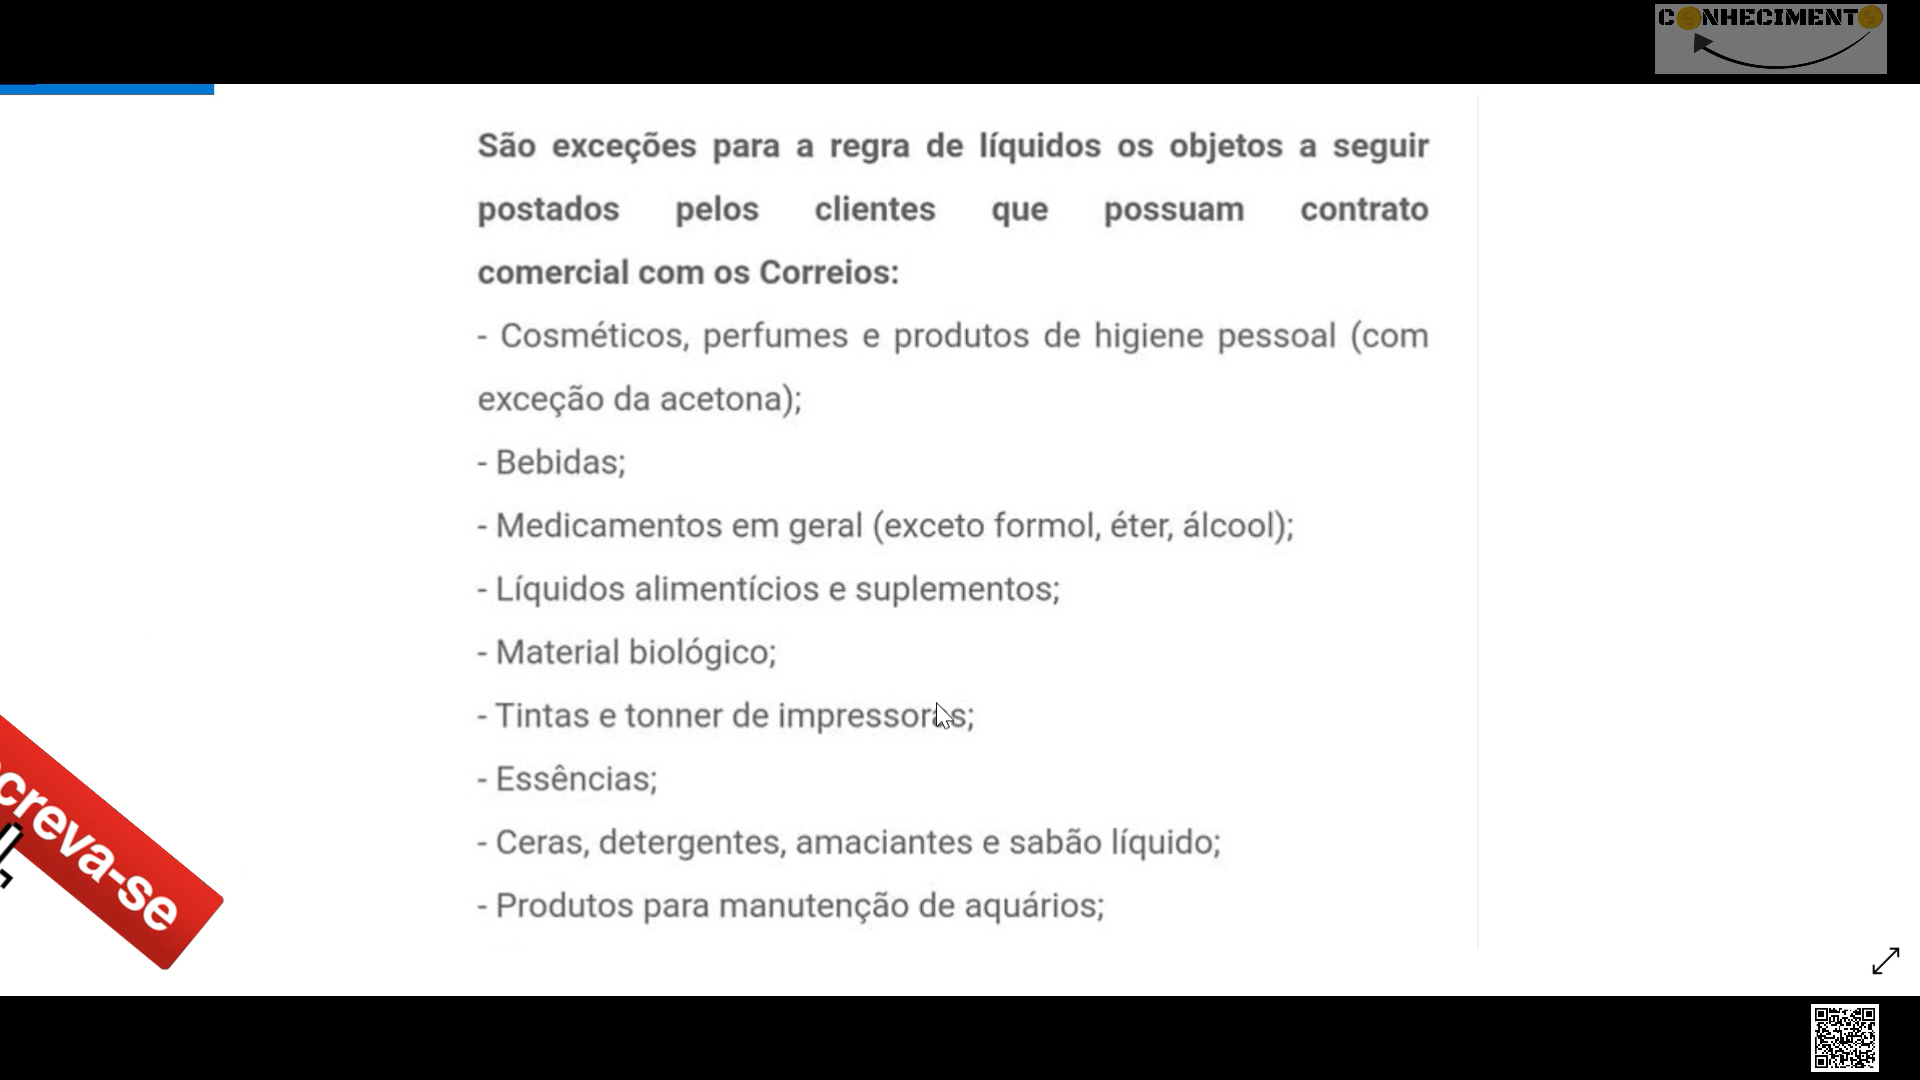 CONHECIMENTO
São exceções para a regra de líquidos os objetos a seguir
postados pelos clientes que possuam contrato
comercial com os Correios:
- Cosméticos, perfumes e produtos de higiene pessoal (com
exceção da acetona);
- Bebidas;
- Medicamentos em geral (exceto formol, éter, álcool);
- Líquidos alimentícios e suplementos;
- Material biológico;
- Tintas e tonner de impressoras;
- Essências;
- Ceras, detergentes, amaciantes e sabão líquido;
- Produtos para manutenção de aquários;
creva-se